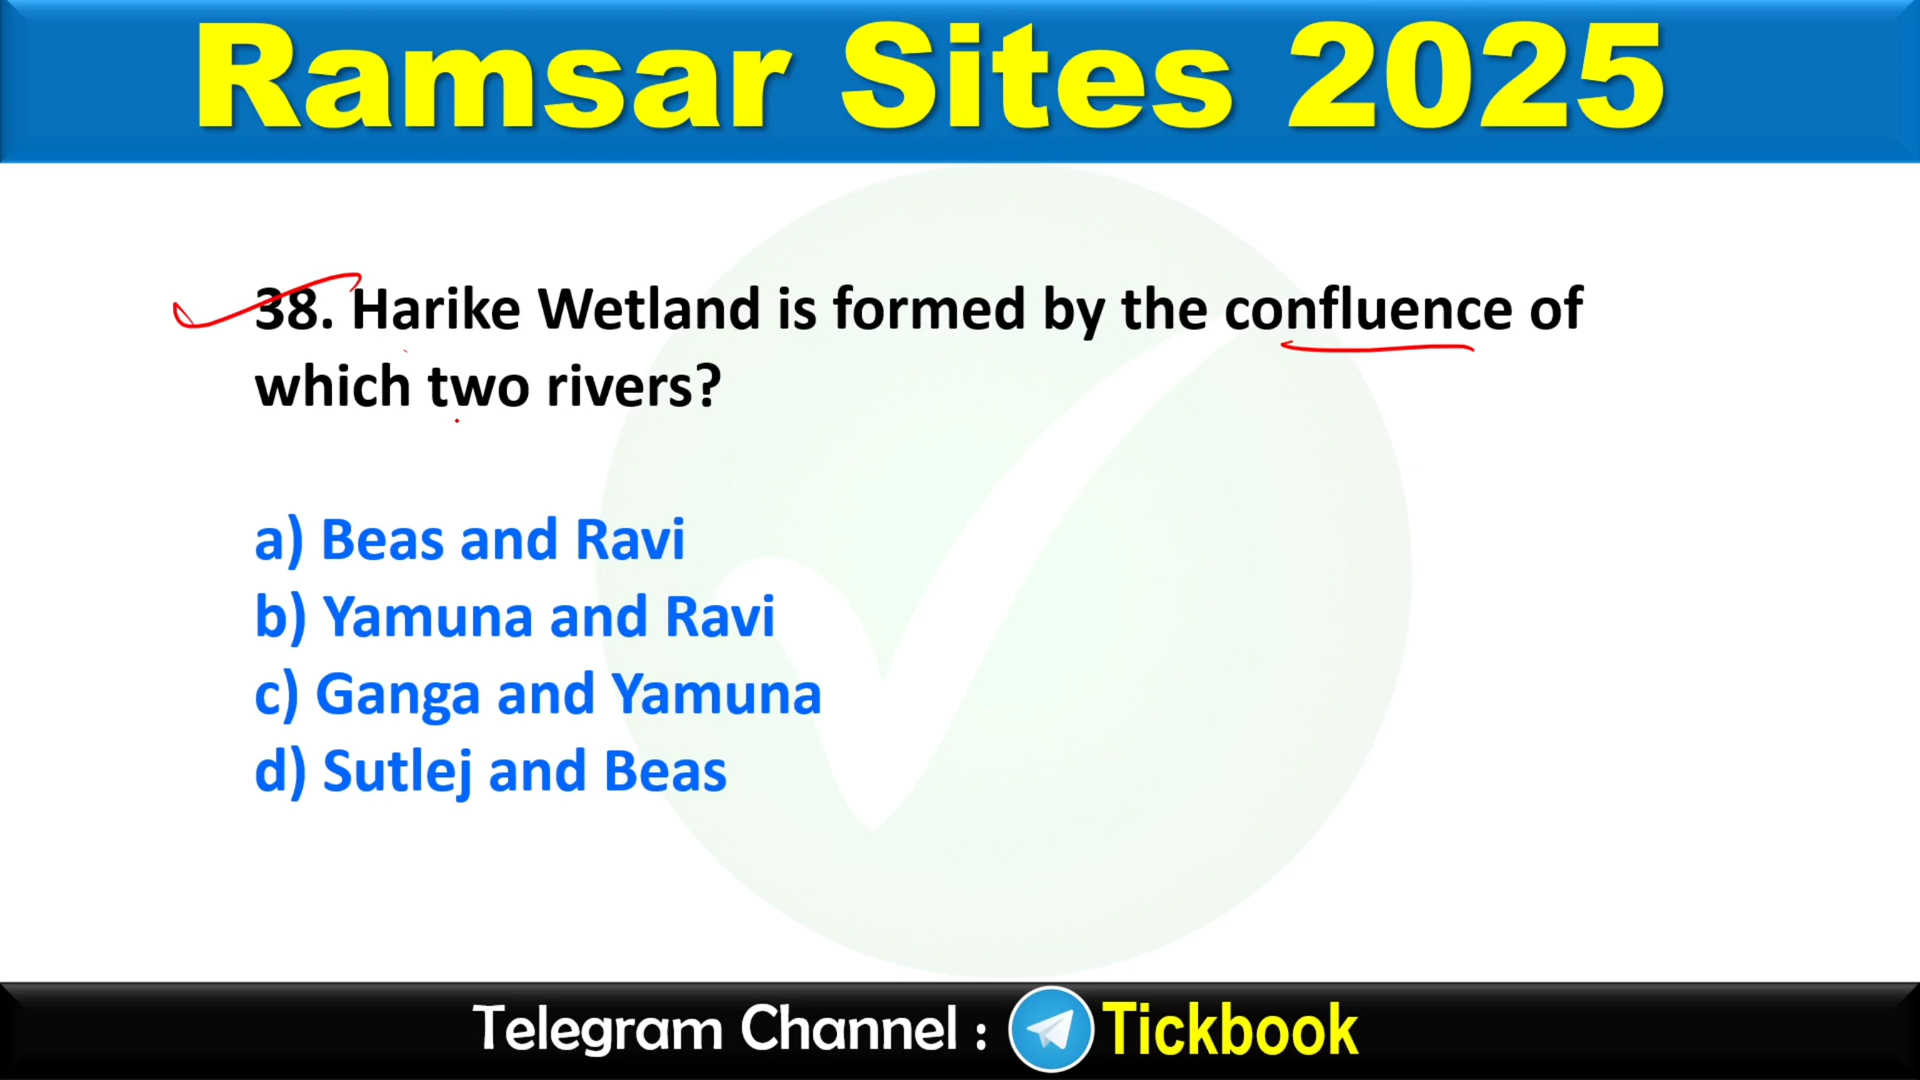 Ramsar Sites 2025
38. Harike Wetland is formed by the confluence of
which two rivers?
a) Beas and Ravi
b) Yamuna and Ravi
c) Ganga and Yamuna
d) Sutlej and Beas
Telegram Channel : Tickbook